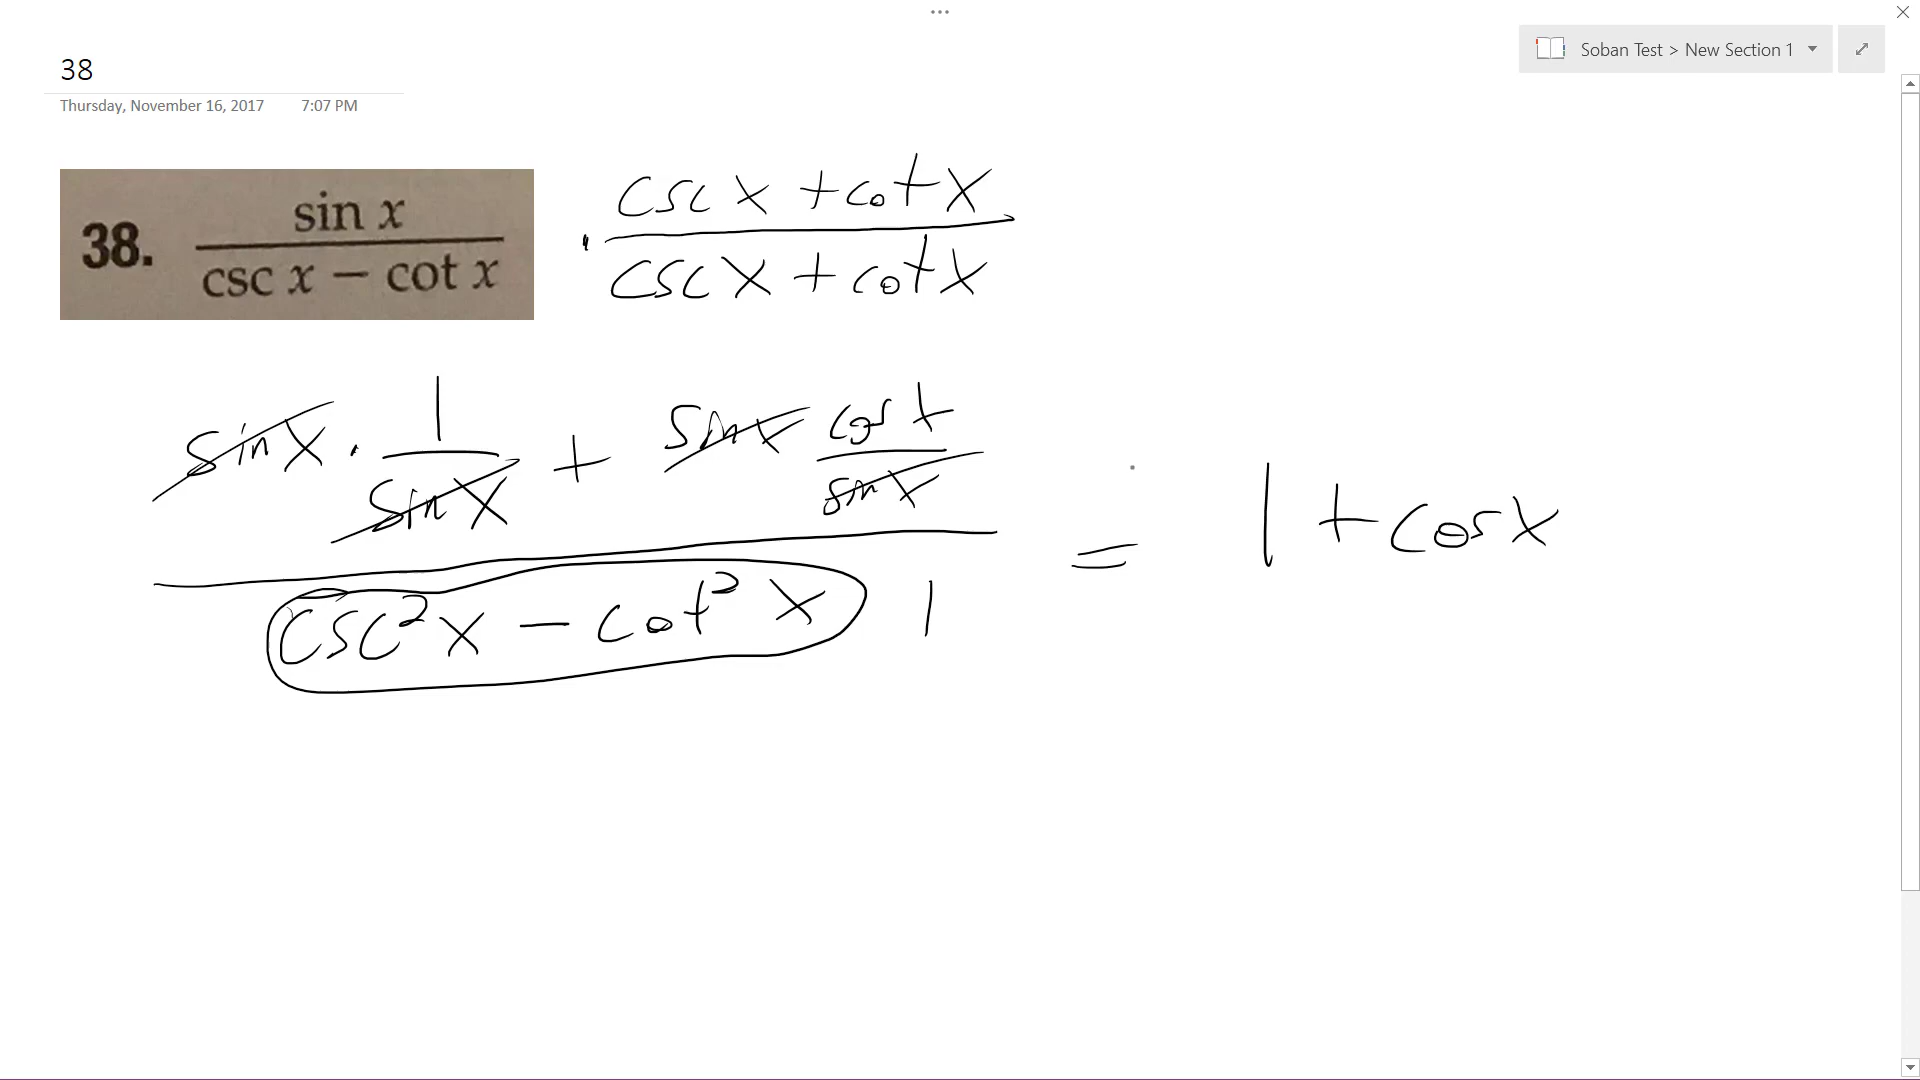 38
Thursday, November 16, 2017 7:07 PM
Soban Test > New Section 1
38. sin x / csc x − cot x
· csc x + cot x / csc x + cot x
sin x · 1 / sin x + sin x cos x / sin x
csc² x − cot² x 1
= 1 + cos x